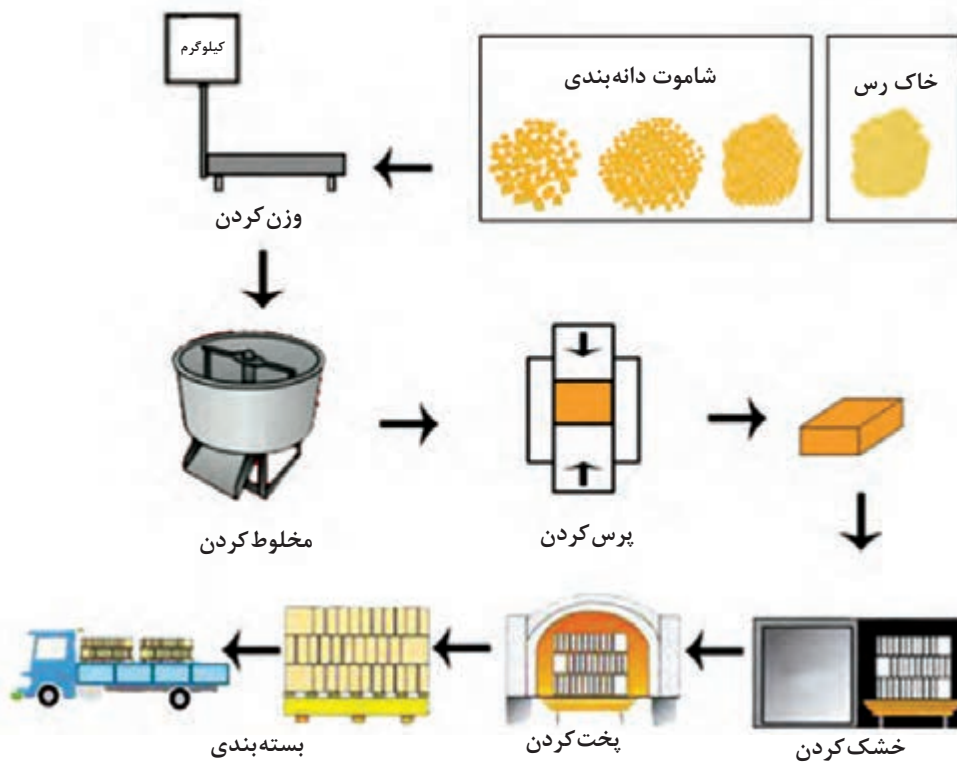 خاک رس
شاموت دانه‌بندی
کیلوگرم
وزن کردن
مخلوط کردن
پرس کردن
خشک کردن
پخت کردن
بسته‌بندی